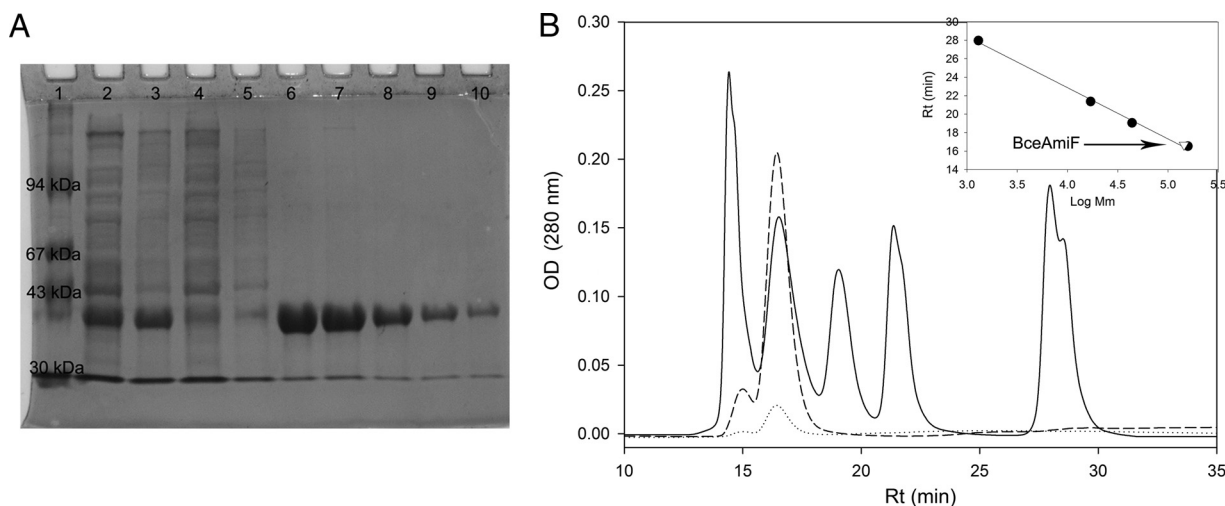 A
1 2 3 4 5 6 7 8 9 10
94 kDa
67 kDa
43 kDa
30 kDa
B
0.30
0.25
0.20
0.15
0.10
0.05
0.00
OD (280 nm)
10 15 20 25 30 35
Rt (min)
30
28
26
24
22
20
18
16
14
Rt (min)
BceAmiF
3.0 3.5 4.0 4.5 5.0 5.5
Log Mm